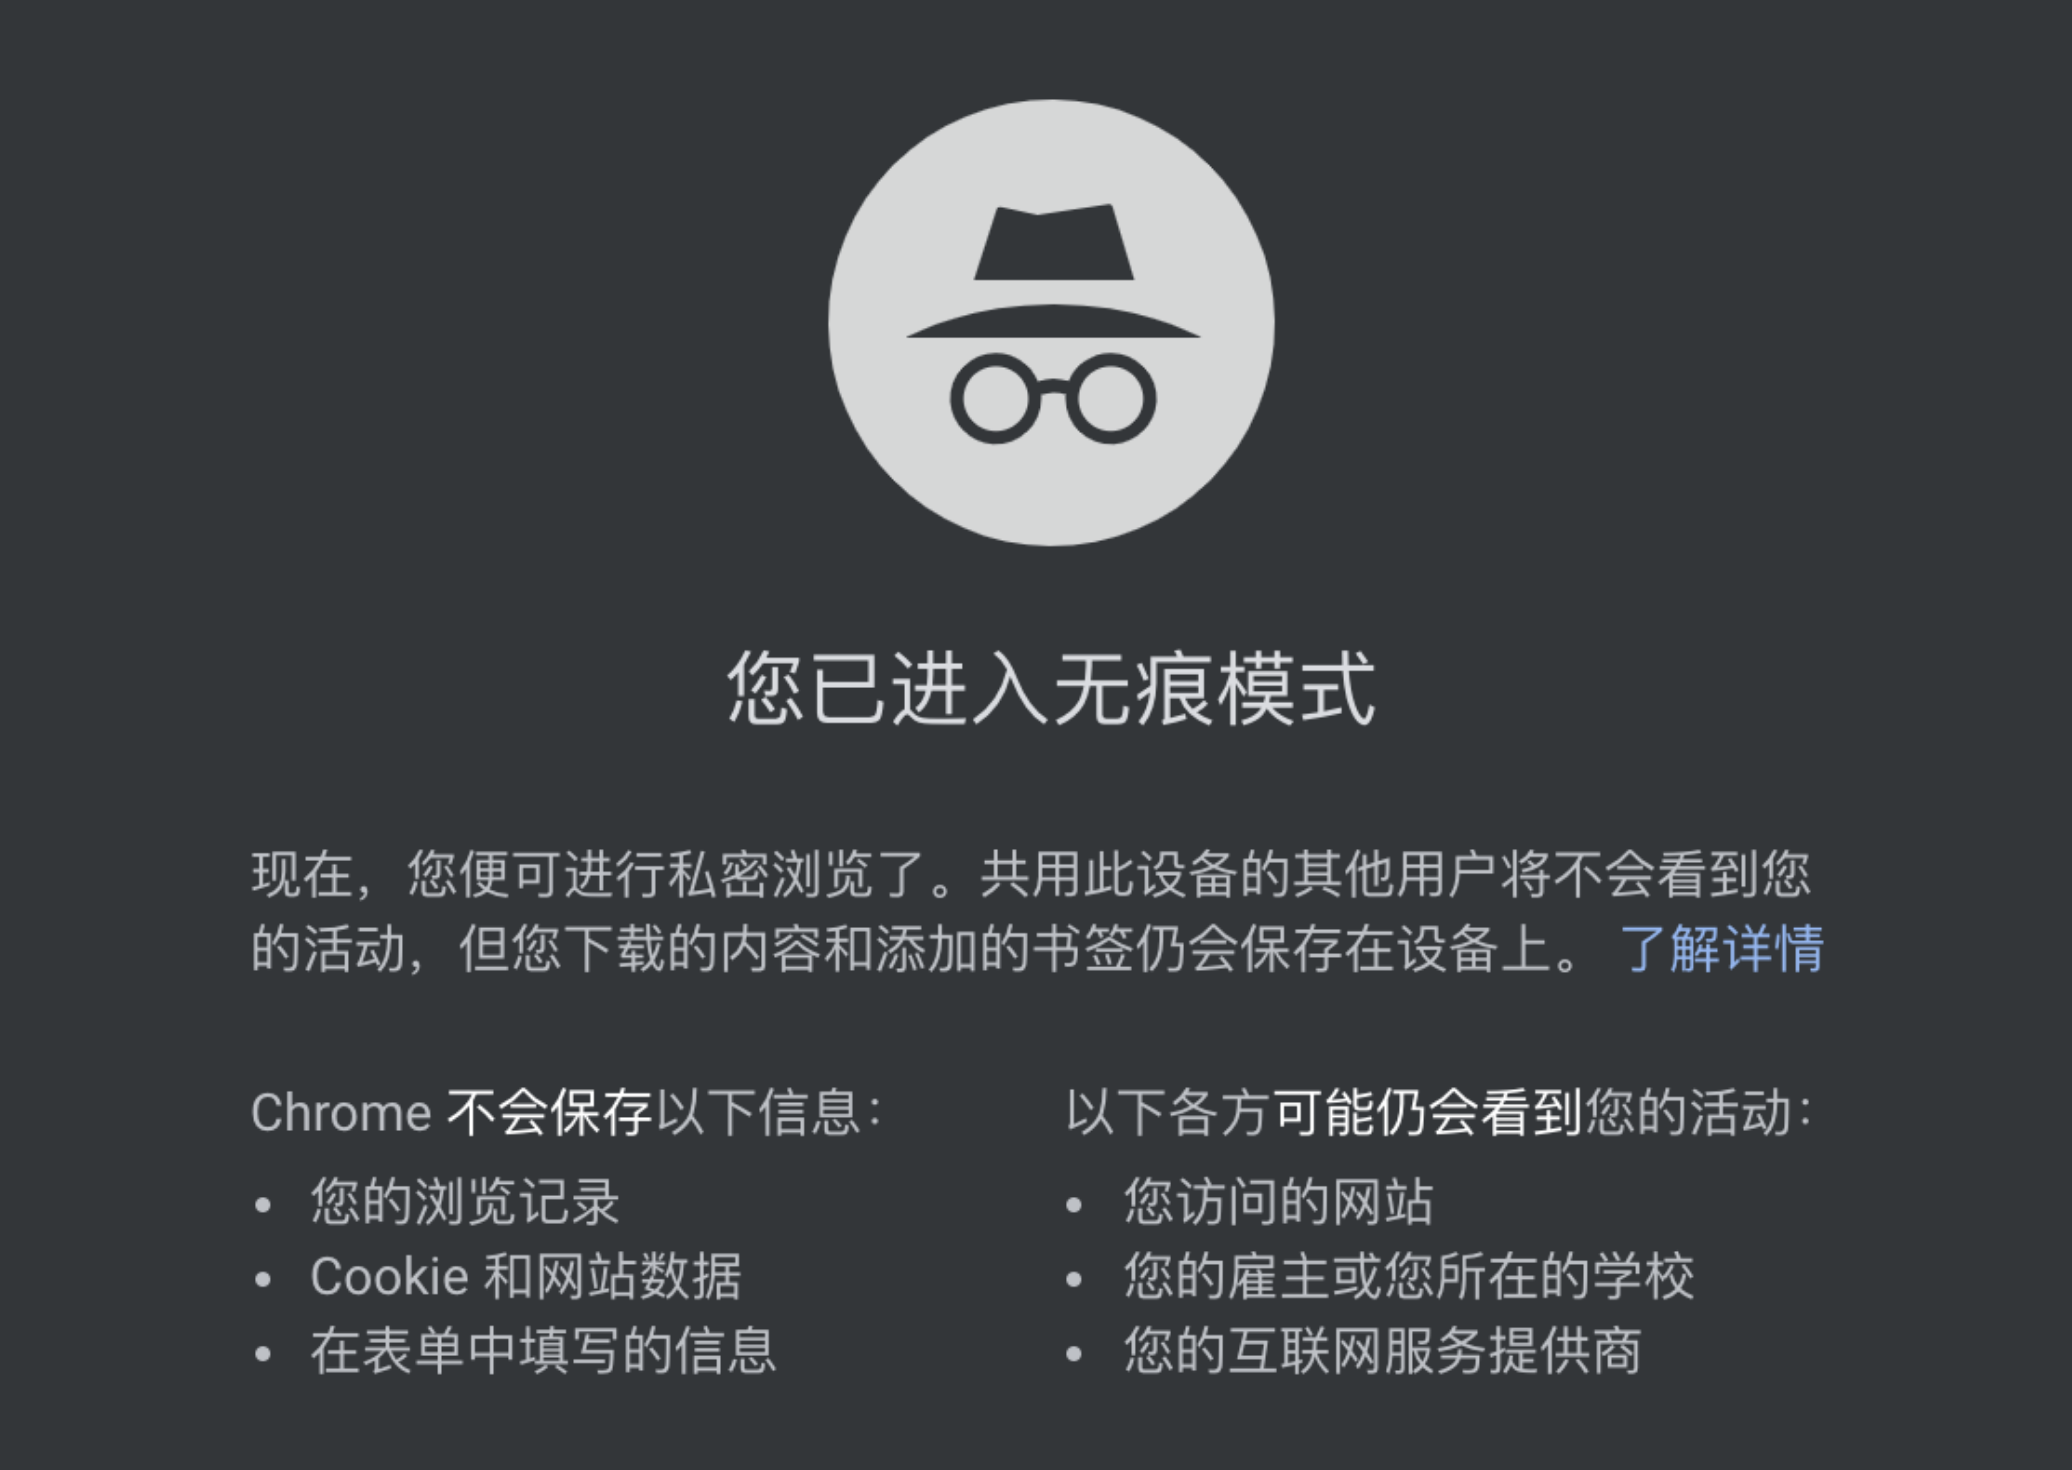 您已进入无痕模式
现在，您便可进行私密浏览了。共用此设备的其他用户将不会看到您
的活动，但您下载的内容和添加的书签仍会保存在设备上。 了解详情
Chrome 不会保存以下信息：
• 您的浏览记录
• Cookie 和网站数据
• 在表单中填写的信息
以下各方可能仍会看到您的活动：
• 您访问的网站
• 您的雇主或您所在的学校
• 您的互联网服务提供商